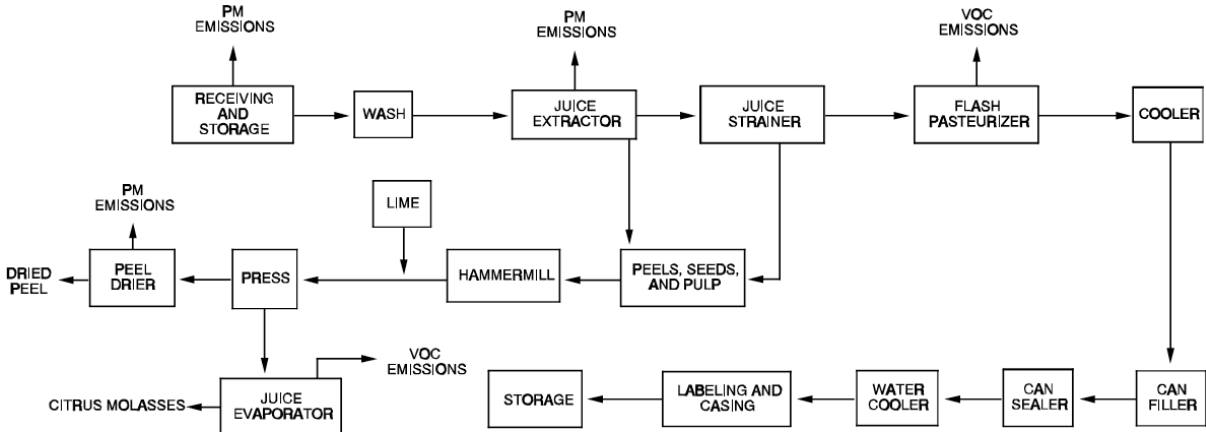 PM
EMISSIONS
PM
EMISSIONS
VOC
EMISSIONS
RECEIVING
AND
STORAGE
WASH
JUICE
EXTRACTOR
JUICE
STRAINER
FLASH
PASTEURIZER
COOLER
PM
EMISSIONS
LIME
DRIED
PEEL
PEEL
DRIER
PRESS
HAMMERMILL
PEELS, SEEDS,
AND PULP
VOC
EMISSIONS
CITRUS MOLASSES
JUICE
EVAPORATOR
STORAGE
LABELING AND
CASING
WATER
COOLER
CAN
SEALER
CAN
FILLER